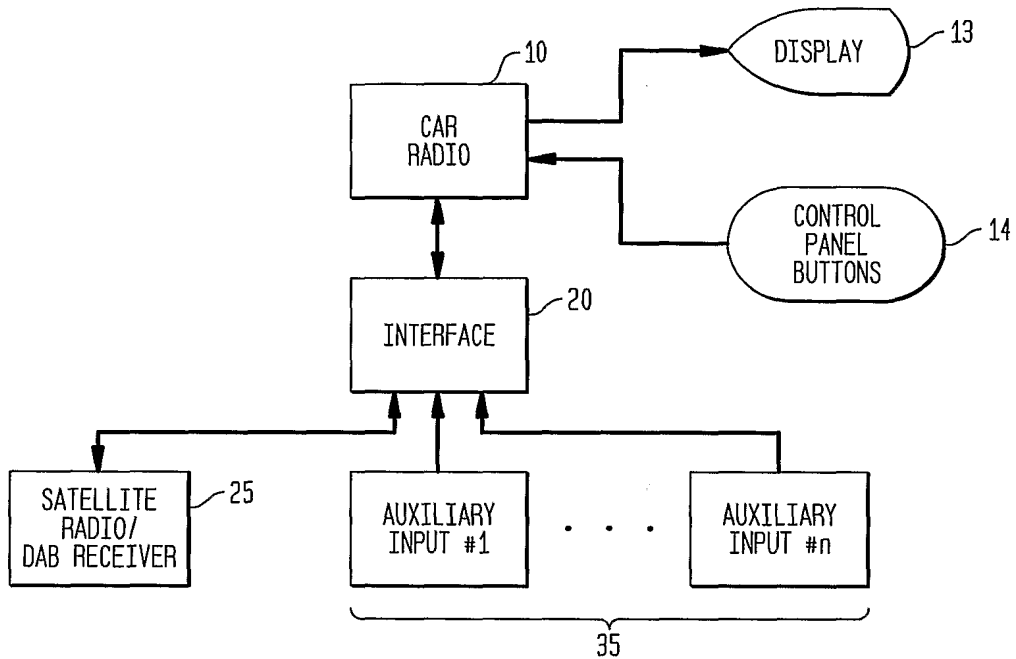 10
CAR
RADIO
DISPLAY
13
CONTROL
PANEL
BUTTONS
14
INTERFACE
20
SATELLITE
RADIO/
DAB RECEIVER
25
AUXILIARY
INPUT #1
. . .
AUXILIARY
INPUT #n
35